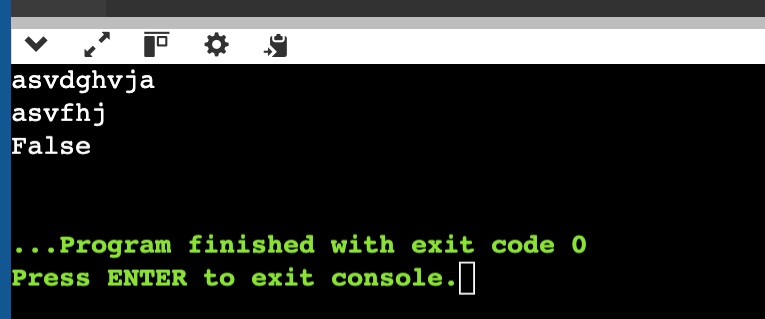 asvdghvja
asvfhj
False
...Program finished with exit code 0
Press ENTER to exit console.